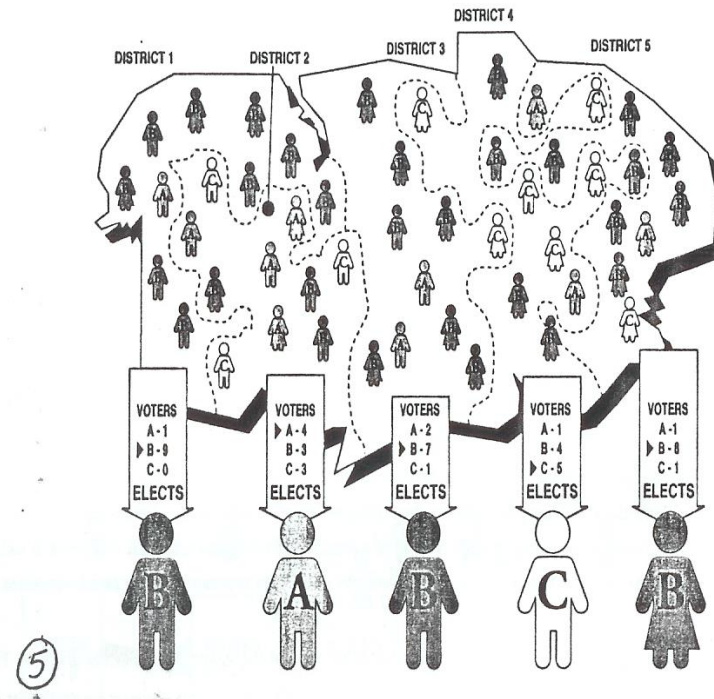 DISTRICT 4
DISTRICT 1
DISTRICT 2
DISTRICT 3
DISTRICT 5
VOTERS
A-1
B-9
C-0
ELECTS
B
VOTERS
A-4
B-3
C-3
ELECTS
A
VOTERS
A-2
B-7
C-1
ELECTS
B
VOTERS
A-1
B-4
C-5
ELECTS
C
VOTERS
A-1
B-8
C-1
ELECTS
B
5